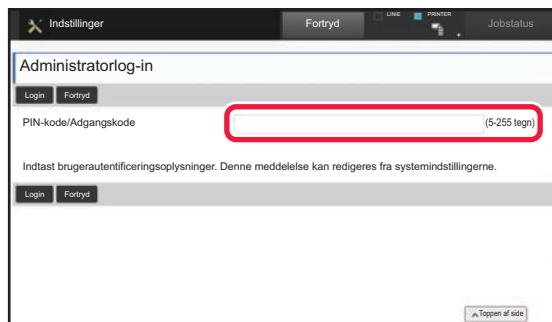 Indstillinger
Fortryd
LINIE
PRINTER
Jobstatus
Administratorlog-in
Login Fortryd
PIN-kode/Adgangskode (5-255 tegn)
Indtast brugerautentificeringsoplysninger. Denne meddelelse kan redigeres fra systemindstillingerne.
Login Fortryd
Toppen af side